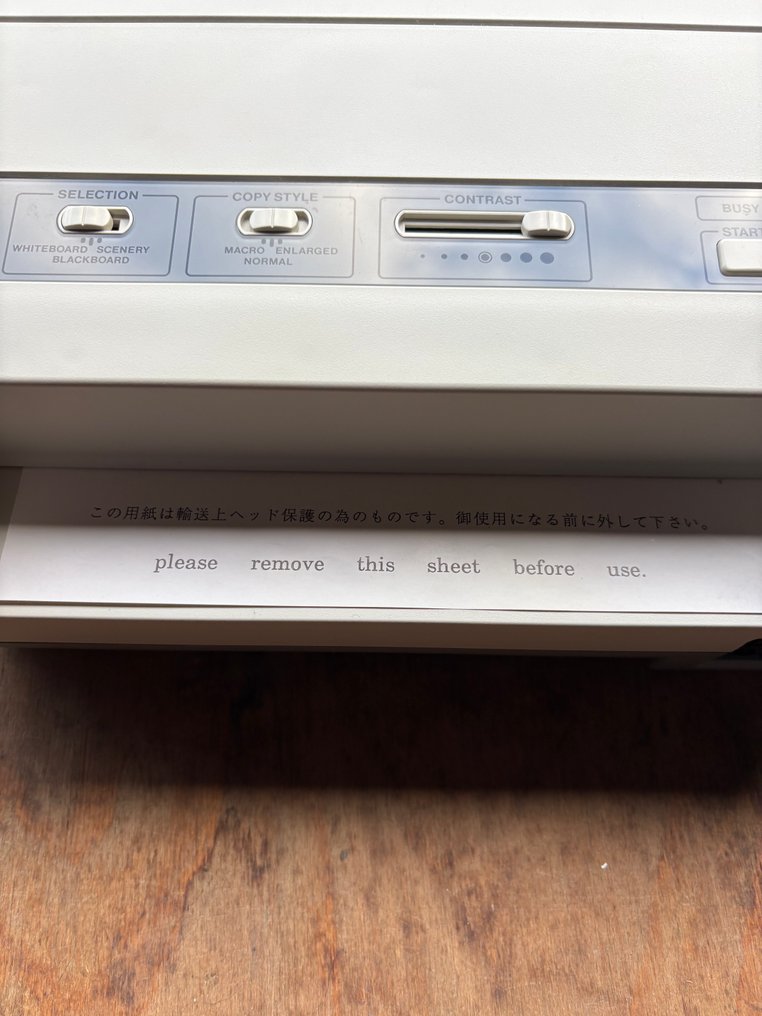 SELECTION
WHITEBOARD SCENERY
BLACKBOARD
COPY STYLE
MACRO ENLARGED
NORMAL
CONTRAST
BUSY
START
この用紙は輸送上ヘッド保護の為のものです。御使用になる前に外して下さい。
please remove this sheet before use.